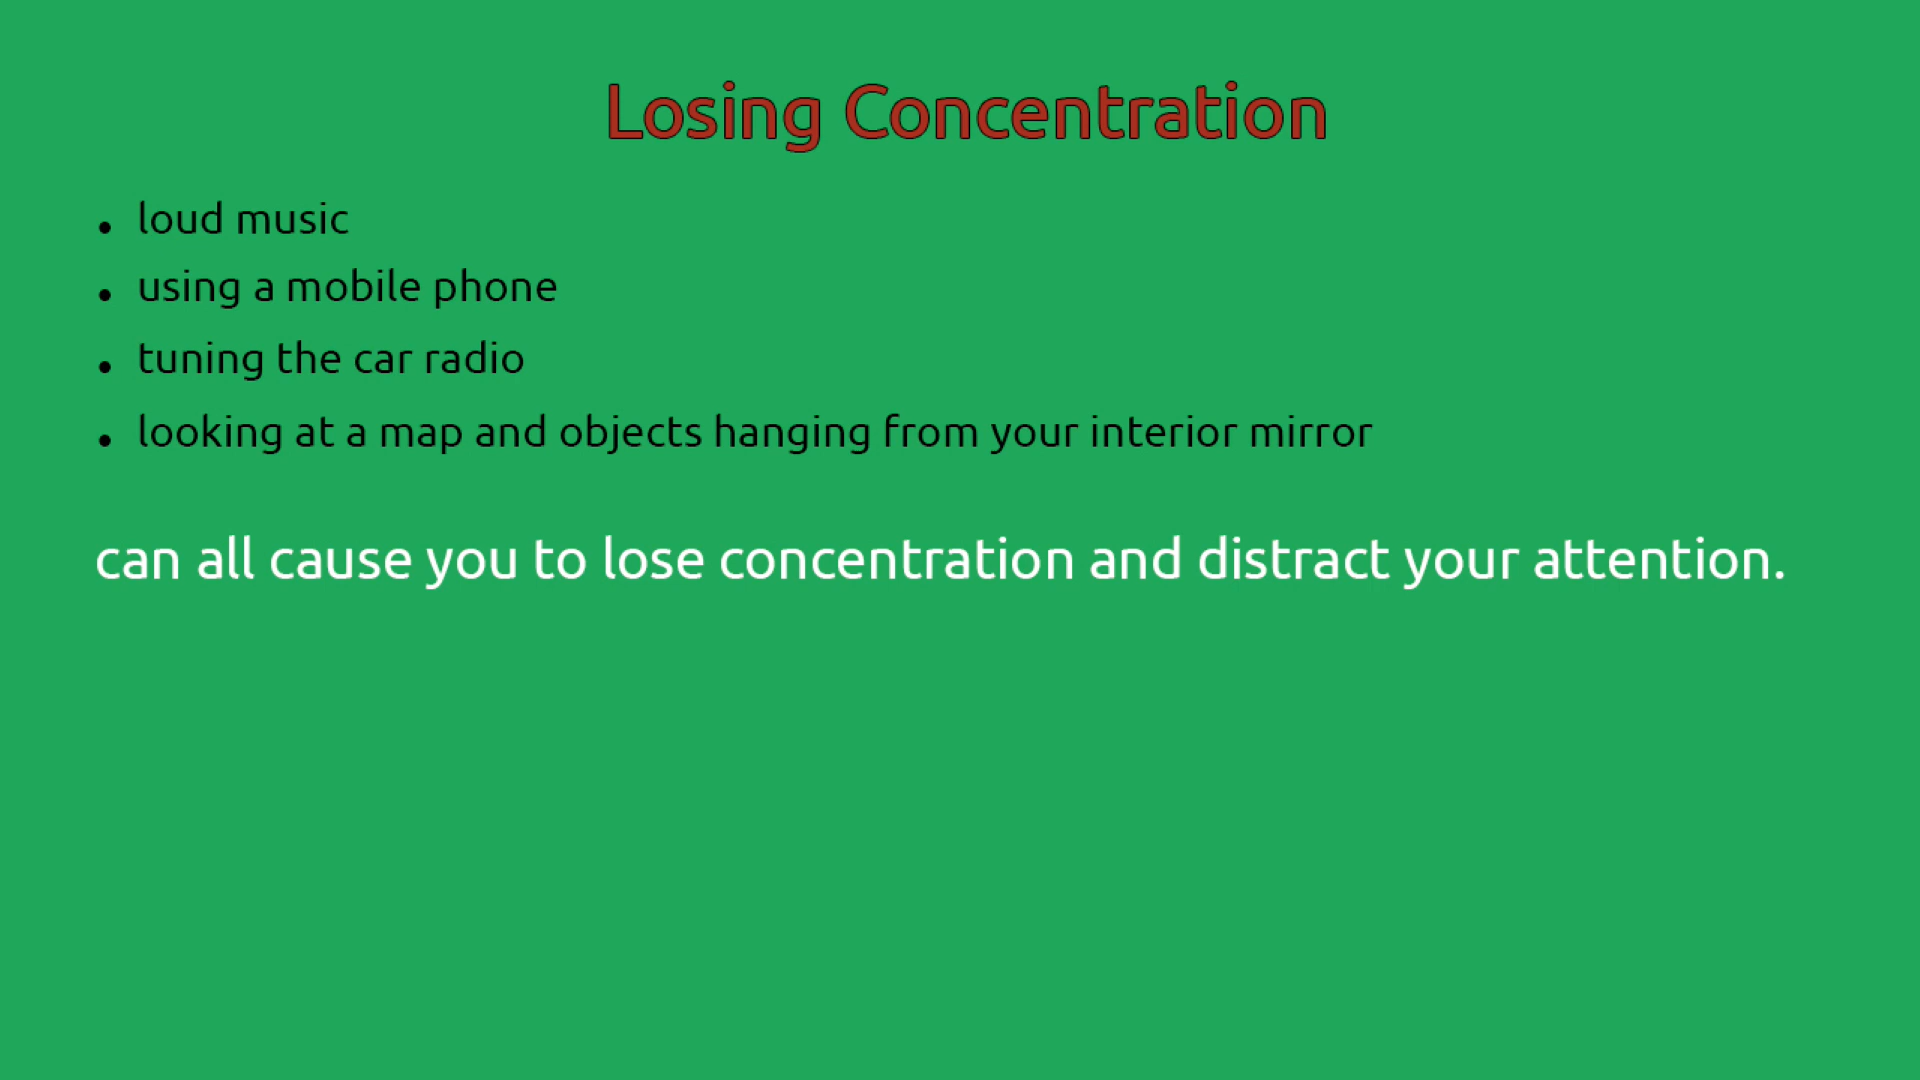 Losing Concentration
• loud music
• using a mobile phone
• tuning the car radio
• looking at a map and objects hanging from your interior mirror
can all cause you to lose concentration and distract your attention.